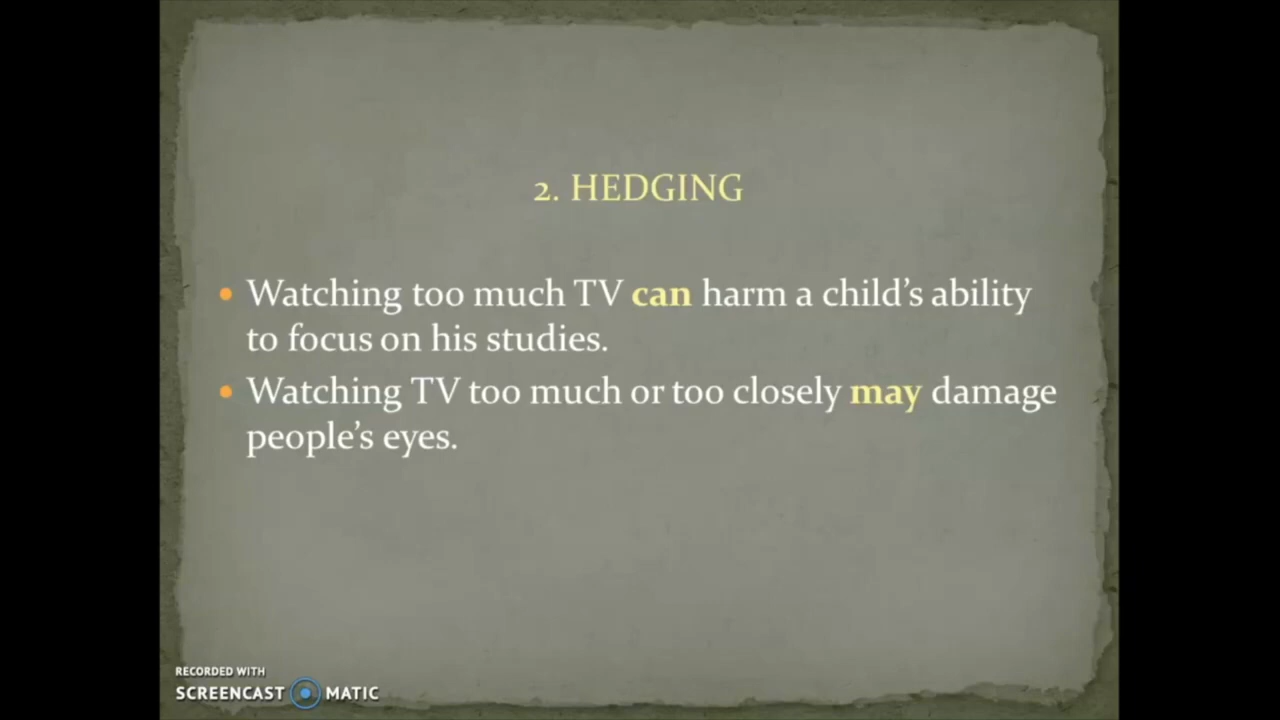 2. HEDGING
• Watching too much TV can harm a child’s ability
to focus on his studies.
• Watching TV too much or too closely may damage
people’s eyes.
RECORDED WITH
SCREENCAST MATIC